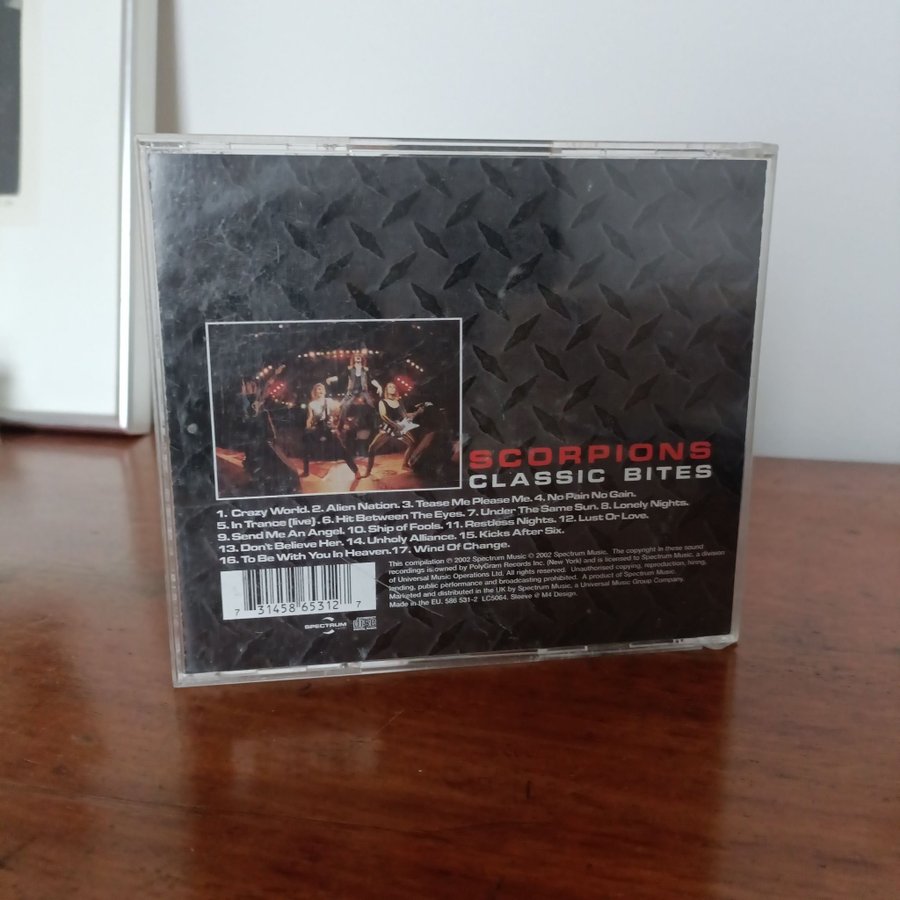 SCORPIONS
CLASSIC BITES
1. Crazy World. 2. Alien Nation. 3. Tease Me Please Me. 4. No Pain No Gain.
5. In Trance (live). 6. Hit Between The Eyes. 7. Under The Same Sun. 8. Lonely Nights.
9. Send Me An Angel. 10. Ship of Fools. 11. Restless Nights. 12. Lust Or Love.
13. Don't Believe Her. 14. Unholy Alliance. 15. Kicks After Six.
16. To Be With You In Heaven. 17. Wind Of Change.
This compilation ℗ 2002 Spectrum Music © 2002 Spectrum Music. The copyright in these sound
recordings is owned by PolyGram Records Inc. (New York) and is licensed to Spectrum Music, a division
of Universal Music Operations Ltd. All rights reserved. Unauthorised copying, reproduction, hiring,
lending, public performance and broadcasting prohibited. A product of Spectrum Music.
Marketed and distributed in the UK by Spectrum Music, a Universal Music Group Company.
Made in the EU. 586 531-2 LC5064. Sleeve @ M4 Design.
7 31458 65312 7
SPECTRUM